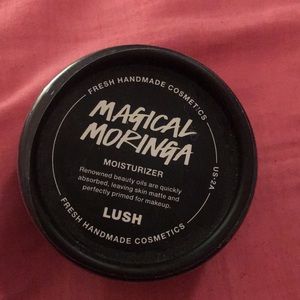 FRESH HANDMADE COSMETICS
MAGICAL
MORINGA
MOISTURIZER
Renowned beauty oils are quickly
absorbed, leaving skin matte and
perfectly primed for makeup.
LUSH
US-2A
FRESH HANDMADE COSMETICS